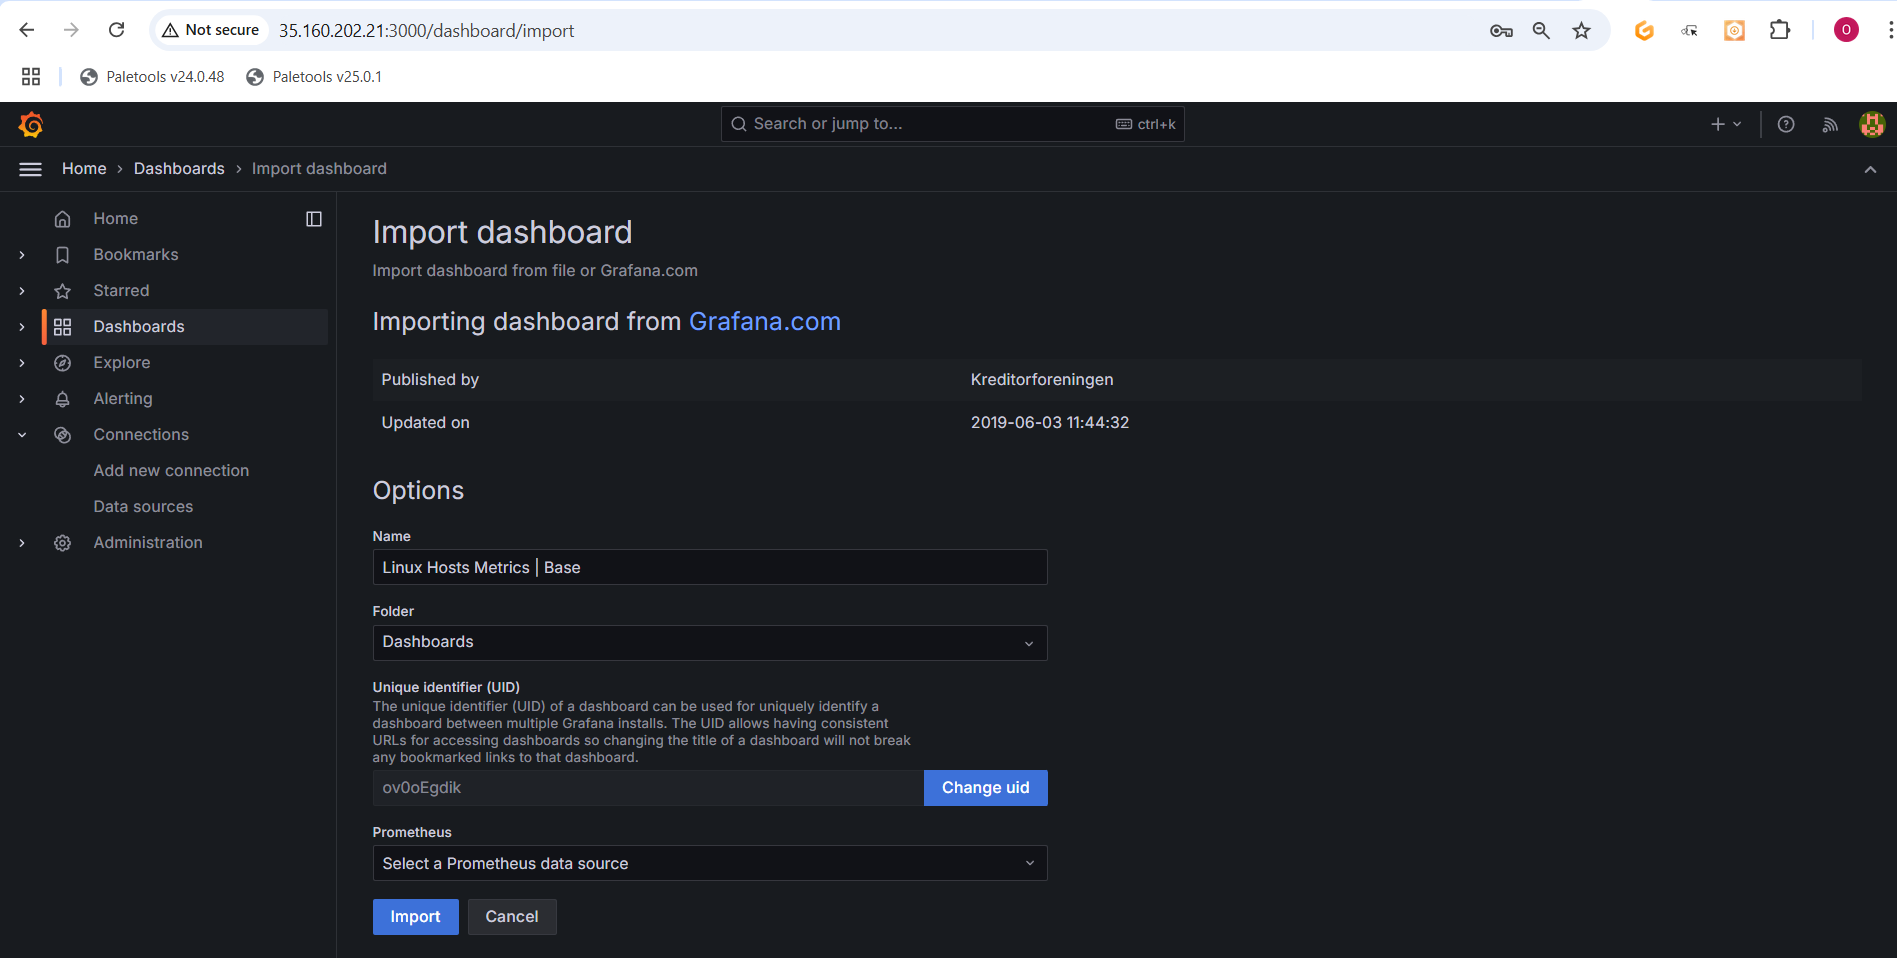 Not secure 35.160.202.21:3000/dashboard/import
O
Paletools v24.0.48 Paletools v25.0.1
Search or jump to... ctrl+k
Home › Dashboards › Import dashboard
Home
Bookmarks
Starred
Dashboards
Explore
Alerting
Connections
Add new connection
Data sources
Administration
Import dashboard
Import dashboard from file or Grafana.com
Importing dashboard from Grafana.com
Published by Kreditorforeningen
Updated on 2019-06-03 11:44:32
Options
Name
Linux Hosts Metrics | Base
Folder
Dashboards
Unique identifier (UID)
The unique identifier (UID) of a dashboard can be used for uniquely identify a
dashboard between multiple Grafana installs. The UID allows having consistent
URLs for accessing dashboards so changing the title of a dashboard will not break
any bookmarked links to that dashboard.
ov0oEgdik Change uid
Prometheus
Select a Prometheus data source
Import Cancel